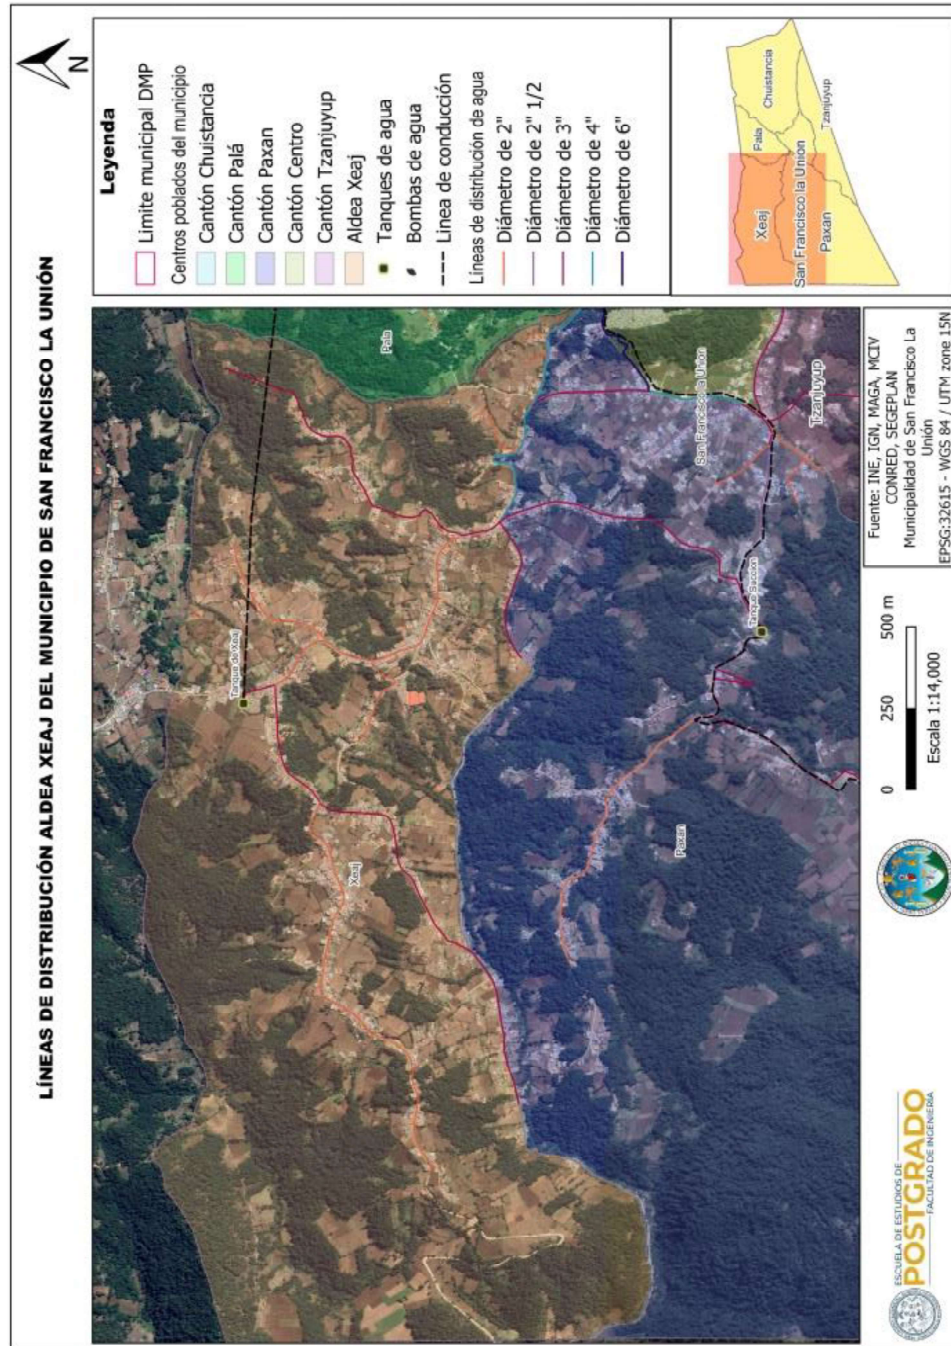 LÍNEAS DE DISTRIBUCIÓN ALDEA XEAJ DEL MUNICIPIO DE SAN FRANCISCO LA UNIÓN
N
Leyenda
Limite municipal DMP
Centros poblados del municipio
Cantón Chuistancia
Cantón Palá
Cantón Paxan
Cantón Centro
Cantón Tzanjuyup
Aldea Xeaj
Tanques de agua
Bombas de agua
Linea de conducción
Líneas de distribución de agua
Diámetro de 2"
Diámetro de 2" 1/2
Diámetro de 3"
Diámetro de 4"
Diámetro de 6"
Xeaj
Pala
Chuistancia
San Francisco la Union
Paxan
Tzanjuyup
Tanque de Xeaj
Pala
Xeaj
San Francisco la Union
Tanque Succion
Paxan
Tzanjuyup
ESCUELA DE ESTUDIOS DE
POSTGRADO
FACULTAD DE INGENIERÍA
0 250 500 m
Escala 1:14,000
Fuente: INE, IGN, MAGA, MCIV
CONRED, SEGEPLAN
Municipalidad de San Francisco La
Unión
EPSG:32615 - WGS 84 / UTM zone 15N